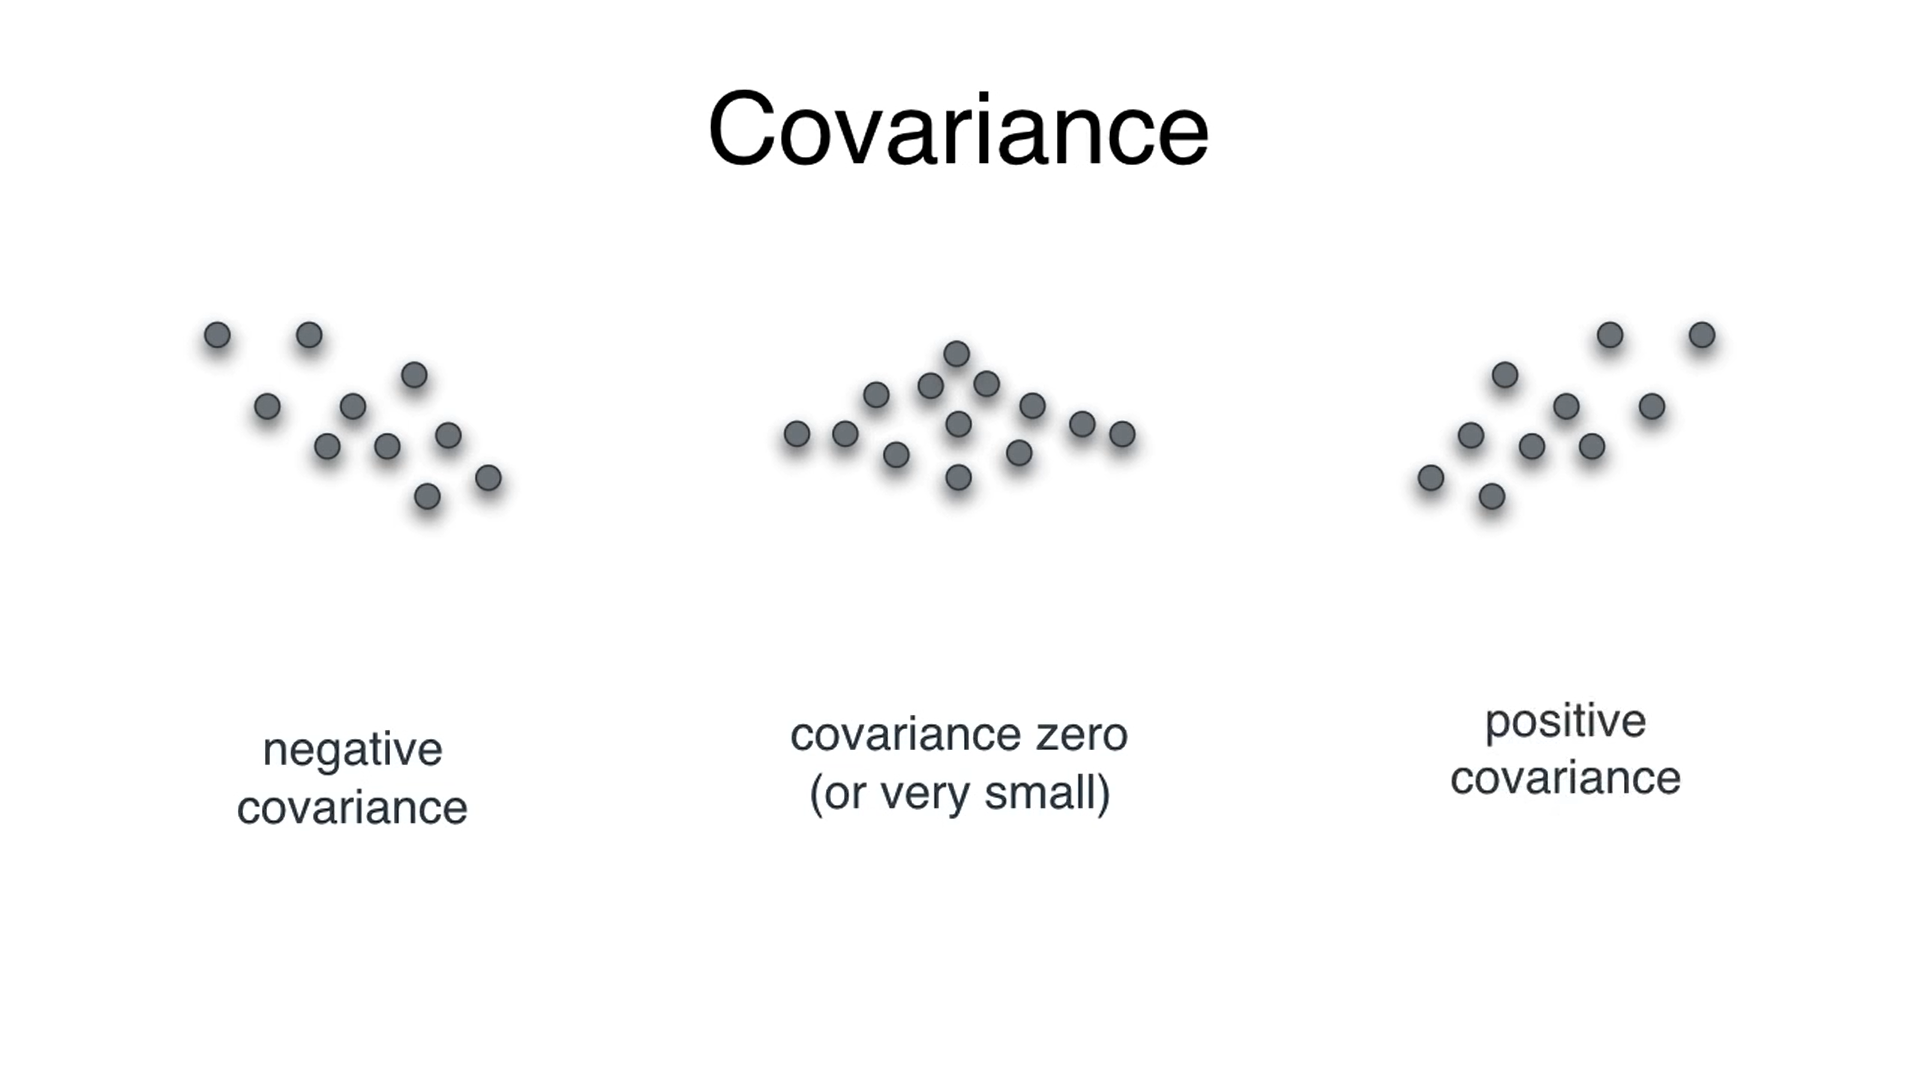 Covariance
negative
covariance
covariance zero
(or very small)
positive
covariance